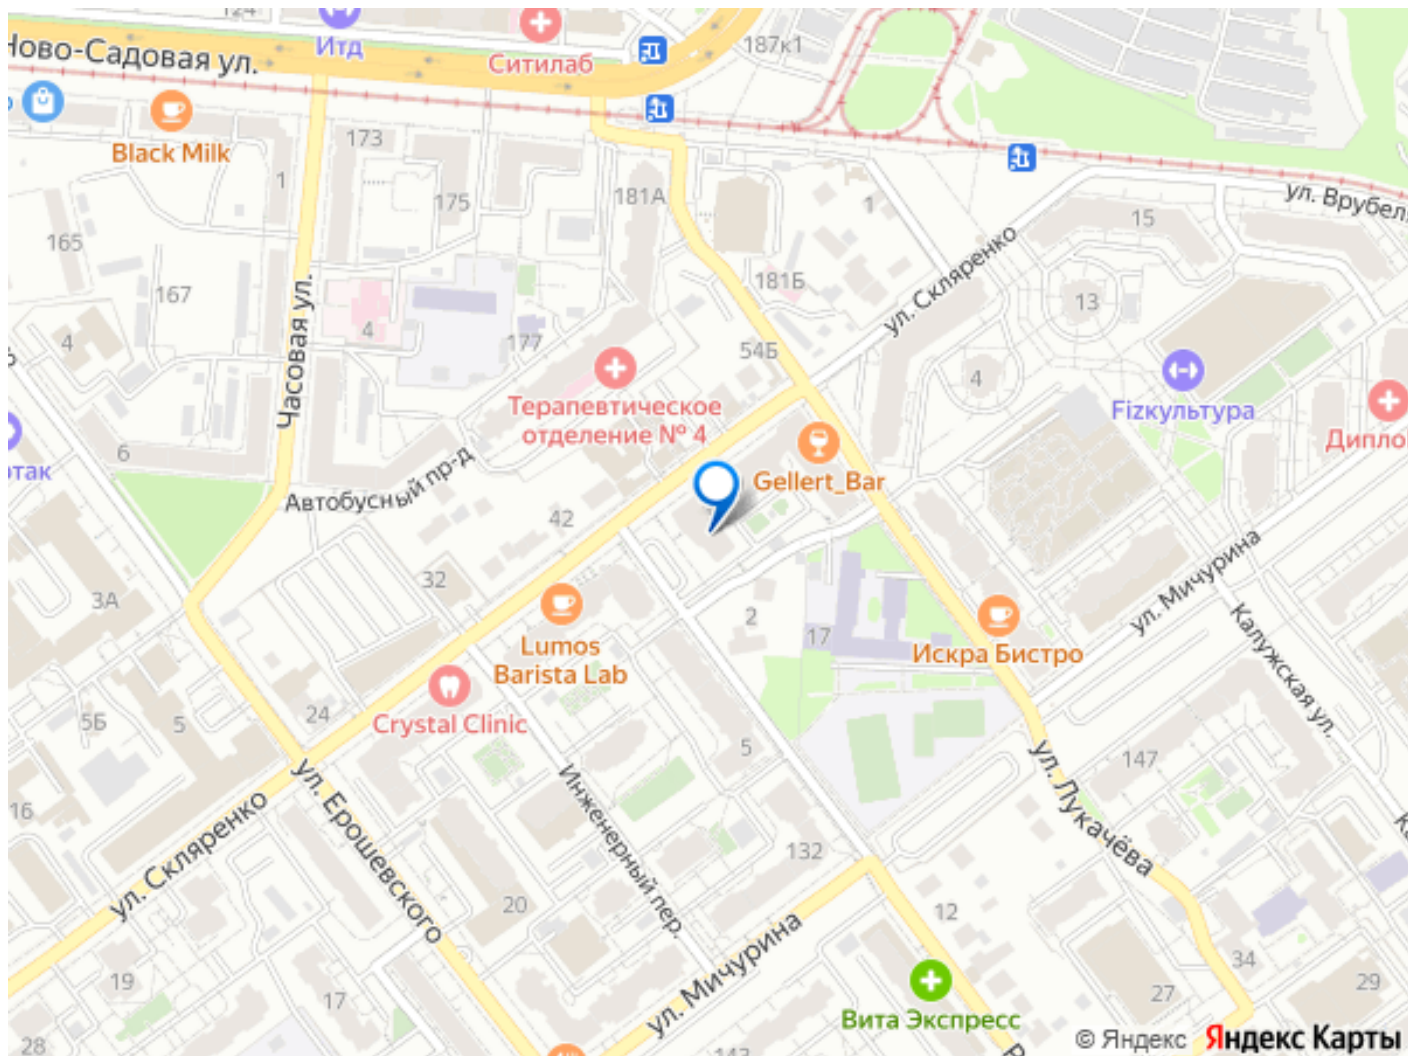 124
Итд
Ситилаб
187к1
Ново-Садовая ул.
Black Milk
173
1
175
181А
1
ул. Врубеля
15
165
167
Часовая ул.
4
4
177
181Б
ул. Скляренко
13
54Б
4
Fizкультура
Терапевтическое
отделение № 4
Gellert_Bar
6
Автобусный пр-д
42
32
3А
Lumos
Barista Lab
2
17
Искра Бистро
ул. Мичурина
Калужская ул.
Crystal Clinic
24
5Б
5
5
147
16
ул. Скляренко
ул. Ерошевского
Инженерный пер.
132
ул. Лукачёва
20
12
19
17
ул. Мичурина
Вита Экспресс
34
27
29
28
143
© Яндекс
Яндекс Карты